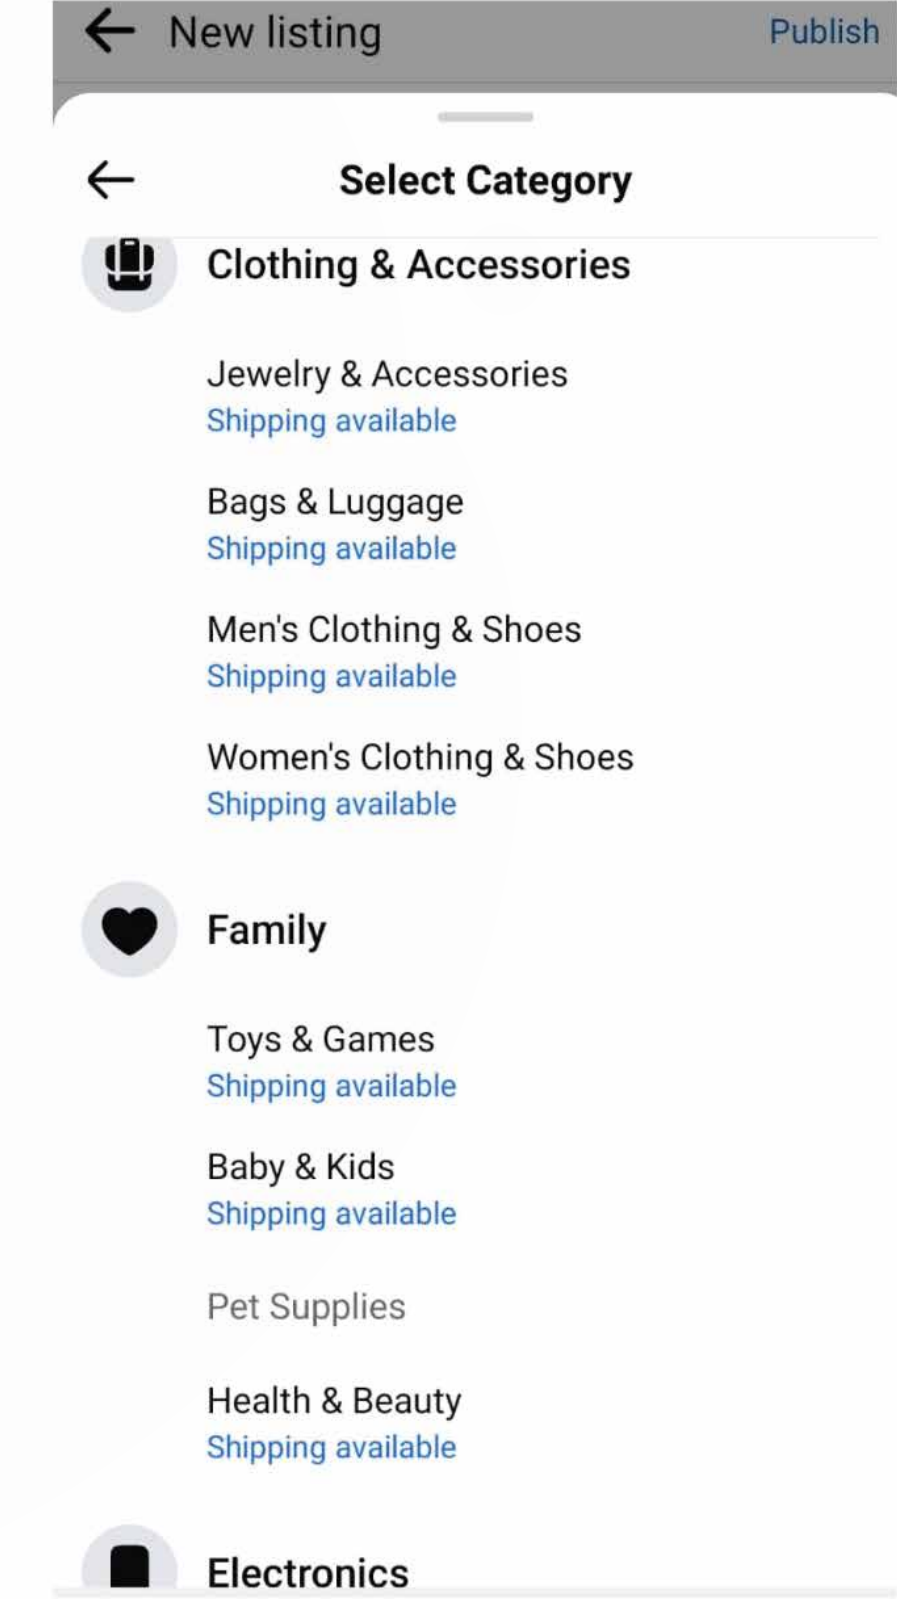 New listing
Publish
Select Category
Clothing & Accessories
Jewelry & Accessories
Shipping available
Bags & Luggage
Shipping available
Men's Clothing & Shoes
Shipping available
Women's Clothing & Shoes
Shipping available
Family
Toys & Games
Shipping available
Baby & Kids
Shipping available
Pet Supplies
Health & Beauty
Shipping available
Electronics